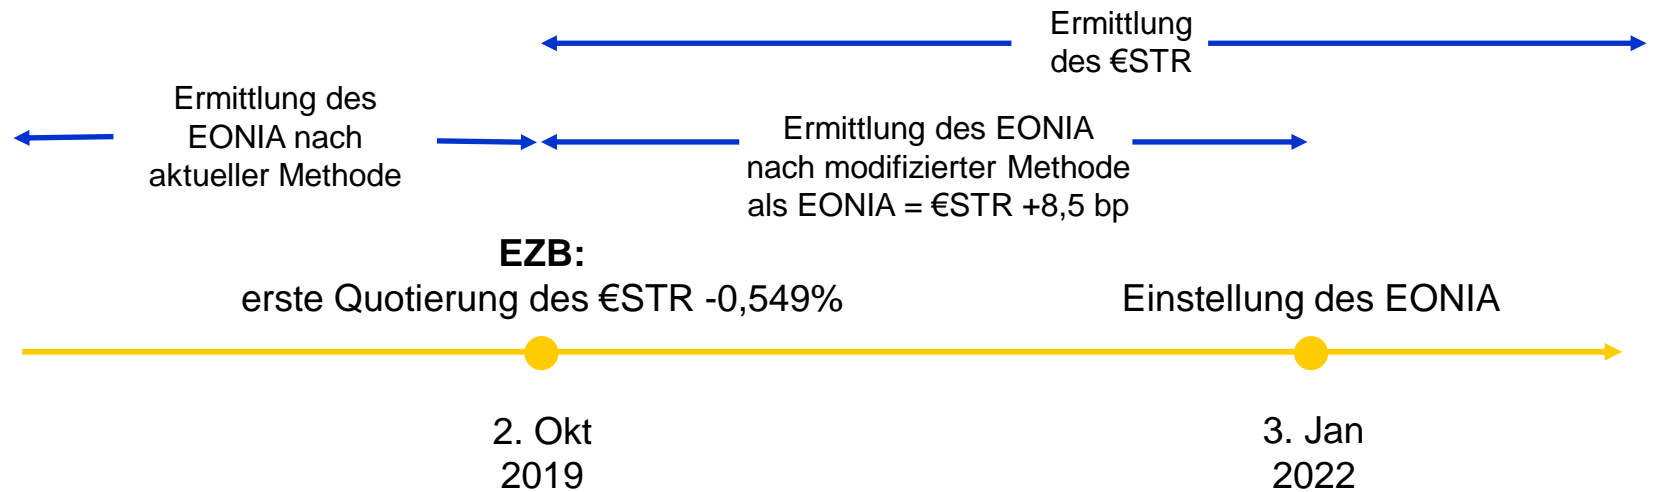 Ermittlung
des €STR
Ermittlung des
EONIA nach
aktueller Methode
Ermittlung des EONIA
nach modifizierter Methode
als EONIA = €STR +8,5 bp
EZB:
erste Quotierung des €STR -0,549%
Einstellung des EONIA
2. Okt
2019
3. Jan
2022